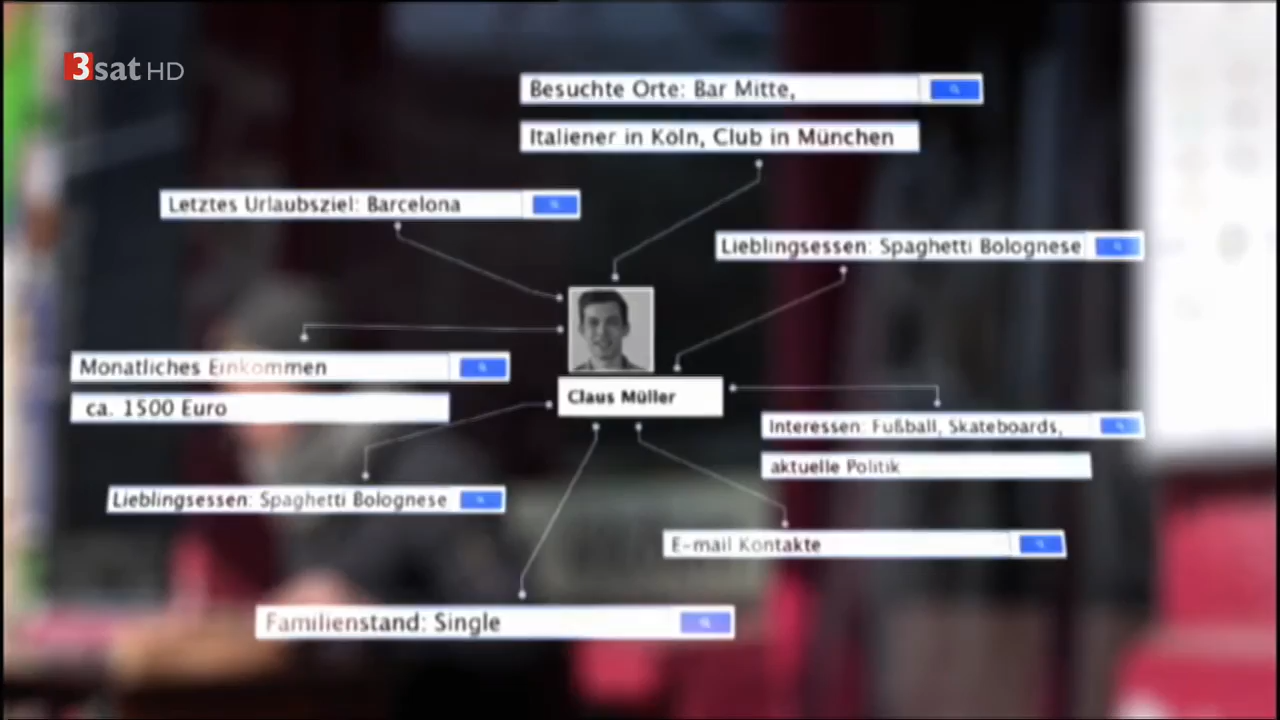 3sat HD
Besuchte Orte: Bar Mitte,
Italiener in Köln, Club in München
Letztes Urlaubsziel: Barcelona
Lieblingsessen: Spaghetti Bolognese
Monatliches Einkommen
ca. 1500 Euro
Claus Müller
Interessen: Fußball, Skateboards,
aktuelle Politik
Lieblingsessen: Spaghetti Bolognese
E-mail Kontakte
Familienstand: Single